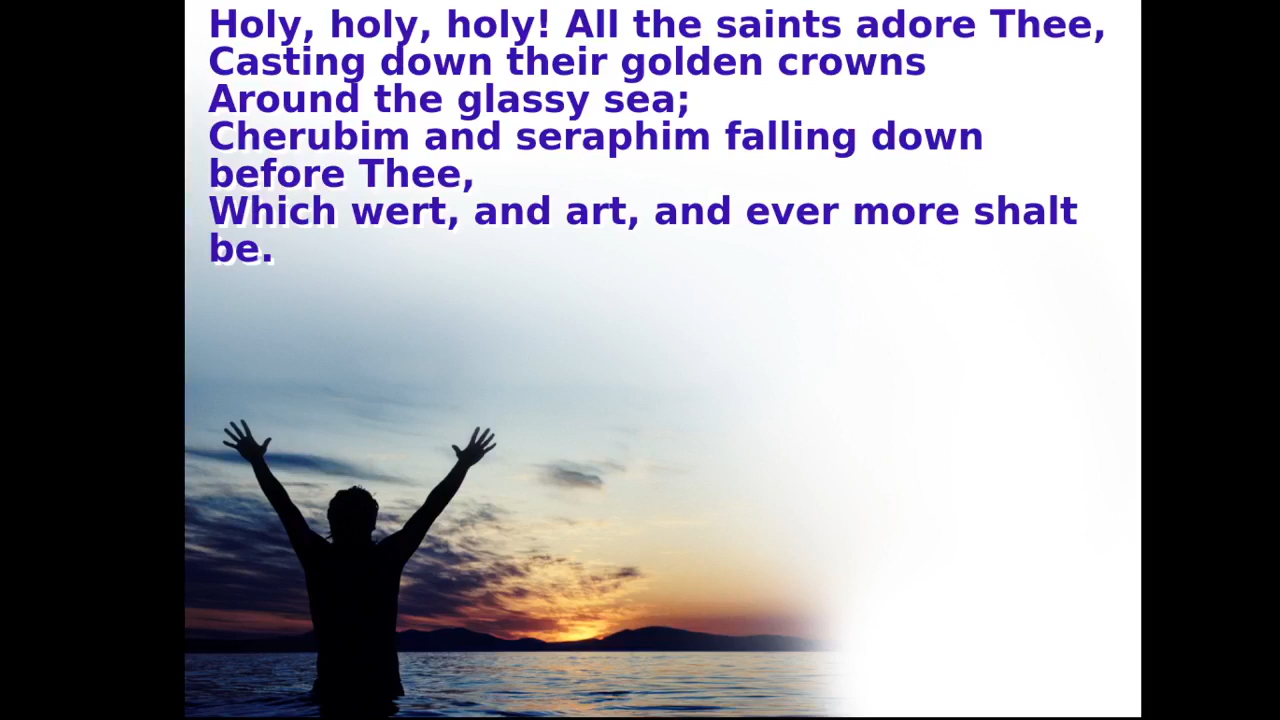 Holy, holy, holy! All the saints adore Thee,
Casting down their golden crowns
Around the glassy sea;
Cherubim and seraphim falling down
before Thee,
Which wert, and art, and ever more shalt
be.